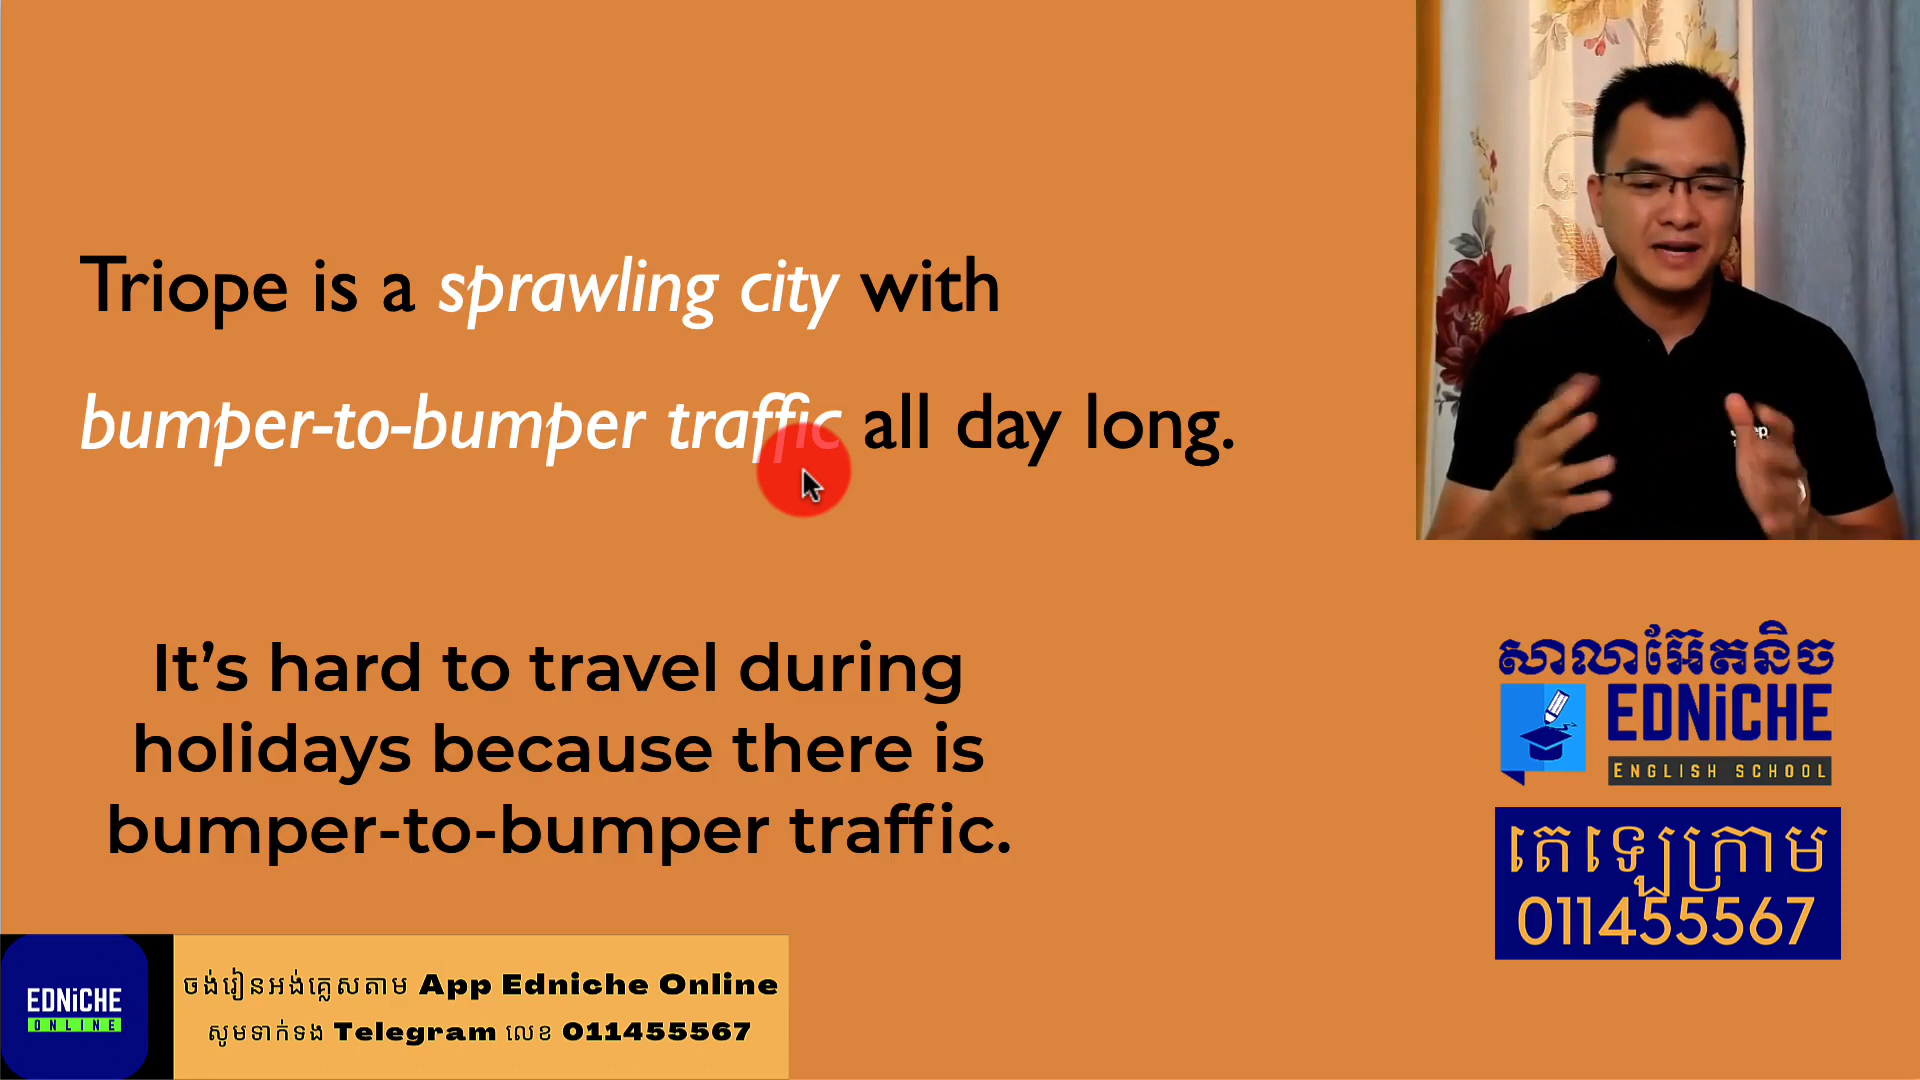 Triope is a sprawling city with
bumper-to-bumper traffic all day long.
It’s hard to travel during
holidays because there is
bumper-to-bumper traffic.
សាលាអ៊ែតនិច
EDNiCHE
ENGLISH SCHOOL
តេឡេក្រាម
011455567
EDNiCHE
ONLINE
ចង់រៀនអង់គ្លេសតាម App Edniche Online
សូមទាក់ទង Telegram លេខ 011455567